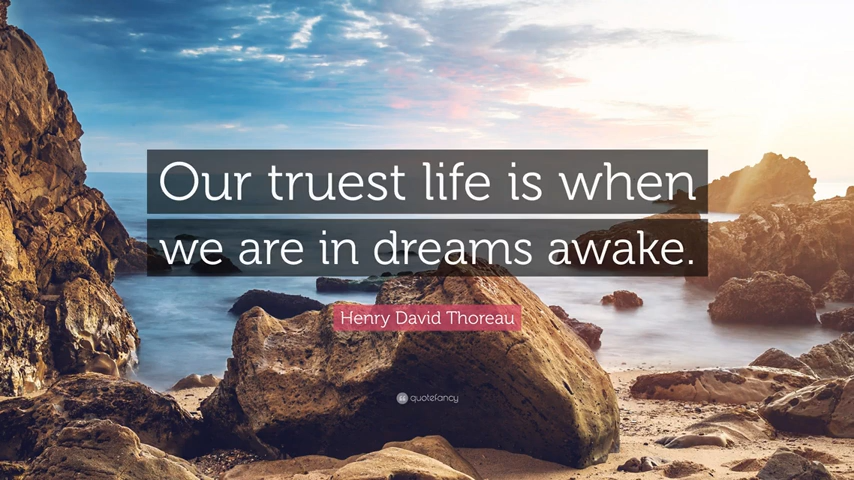 Our truest life is when
we are in dreams awake.
Henry David Thoreau
quotefancy